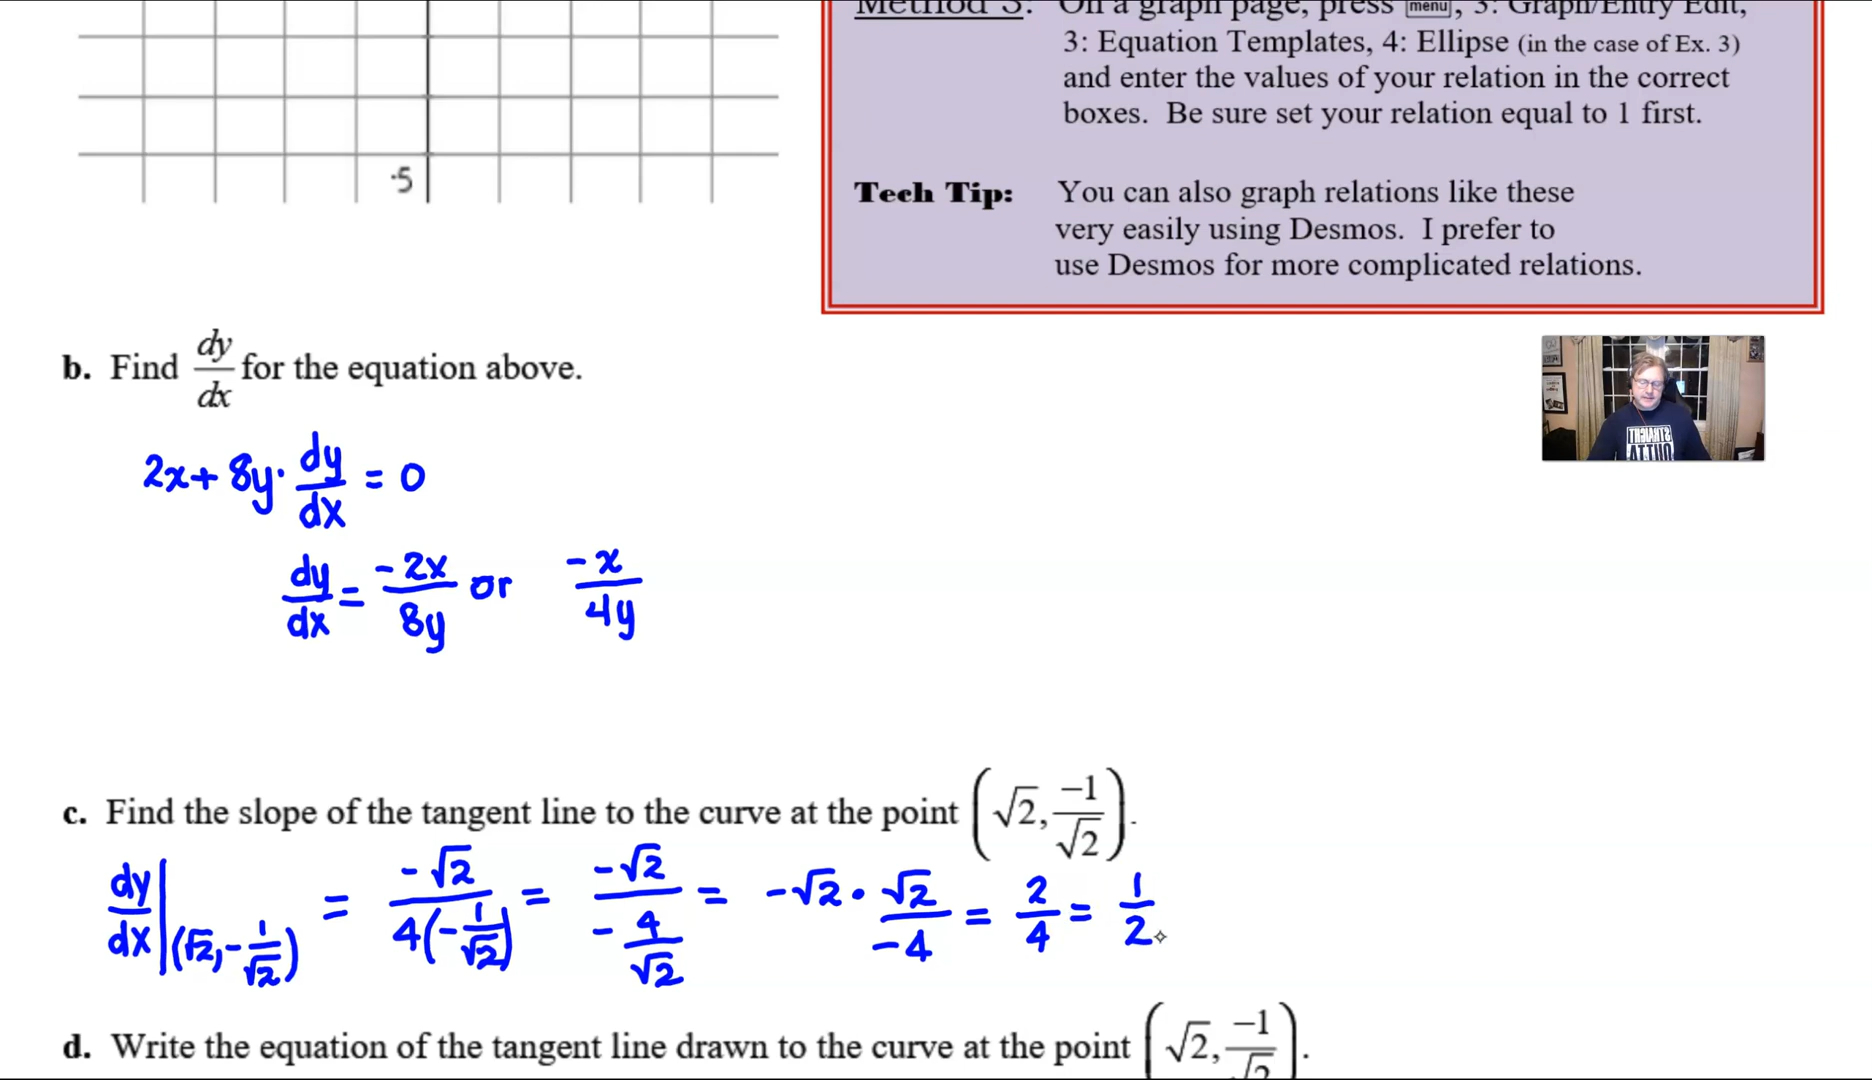 Method 3: On a graph page, press menu, 3: Graph/Entry Edit,
3: Equation Templates, 4: Ellipse (in the case of Ex. 3)
and enter the values of your relation in the correct
boxes. Be sure set your relation equal to 1 first.
-5
Tech Tip: You can also graph relations like these
very easily using Desmos. I prefer to
use Desmos for more complicated relations.
b. Find dy/dx for the equation above.
2x + 8y · dy/dx = 0
dy/dx = -2x/8y or -x/4y
c. Find the slope of the tangent line to the curve at the point (√2, -1/√2).
dy/dx |(√2, -1/√2) = -√2/4(-1/√2) = -√2/-4/√2 = -√2 · √2/-4 = 2/4 = 1/2.
d. Write the equation of the tangent line drawn to the curve at the point (√2, -1/√2).